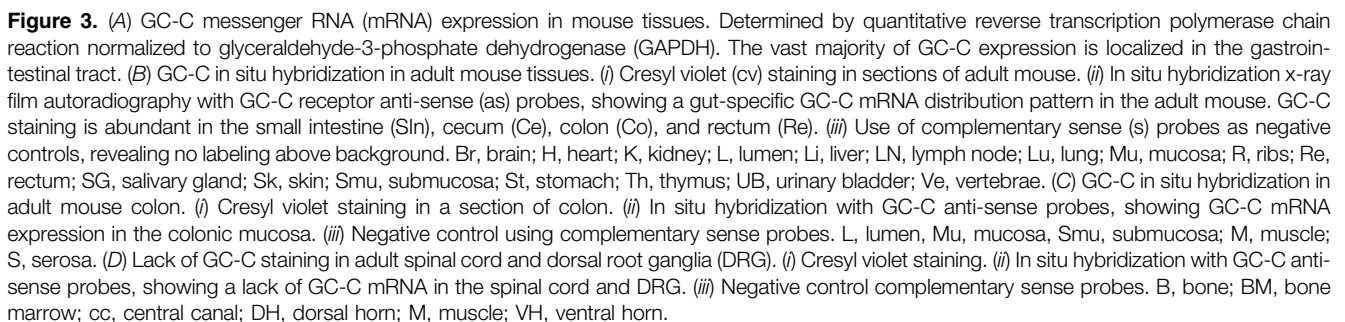 Figure 3. (A) GC-C messenger RNA (mRNA) expression in mouse tissues. Determined by quantitative reverse transcription polymerase chain
reaction normalized to glyceraldehyde-3-phosphate dehydrogenase (GAPDH). The vast majority of GC-C expression is localized in the gastroin-
testinal tract. (B) GC-C in situ hybridization in adult mouse tissues. (i) Cresyl violet (cv) staining in sections of adult mouse. (ii) In situ hybridization x-ray
film autoradiography with GC-C receptor anti-sense (as) probes, showing a gut-specific GC-C mRNA distribution pattern in the adult mouse. GC-C
staining is abundant in the small intestine (SIn), cecum (Ce), colon (Co), and rectum (Re). (iii) Use of complementary sense (s) probes as negative
controls, revealing no labeling above background. Br, brain; H, heart; K, kidney; L, lumen; Li, liver; LN, lymph node; Lu, lung; Mu, mucosa; R, ribs; Re,
rectum; SG, salivary gland; Sk, skin; Smu, submucosa; St, stomach; Th, thymus; UB, urinary bladder; Ve, vertebrae. (C) GC-C in situ hybridization in
adult mouse colon. (i) Cresyl violet staining in a section of colon. (ii) In situ hybridization with GC-C anti-sense probes, showing GC-C mRNA
expression in the colonic mucosa. (iii) Negative control using complementary sense probes. L, lumen, Mu, mucosa, Smu, submucosa; M, muscle;
S, serosa. (D) Lack of GC-C staining in adult spinal cord and dorsal root ganglia (DRG). (i) Cresyl violet staining. (ii) In situ hybridization with GC-C anti-
sense probes, showing a lack of GC-C mRNA in the spinal cord and DRG. (iii) Negative control complementary sense probes. B, bone; BM, bone
marrow; cc, central canal; DH, dorsal horn; M, muscle; VH, ventral horn.